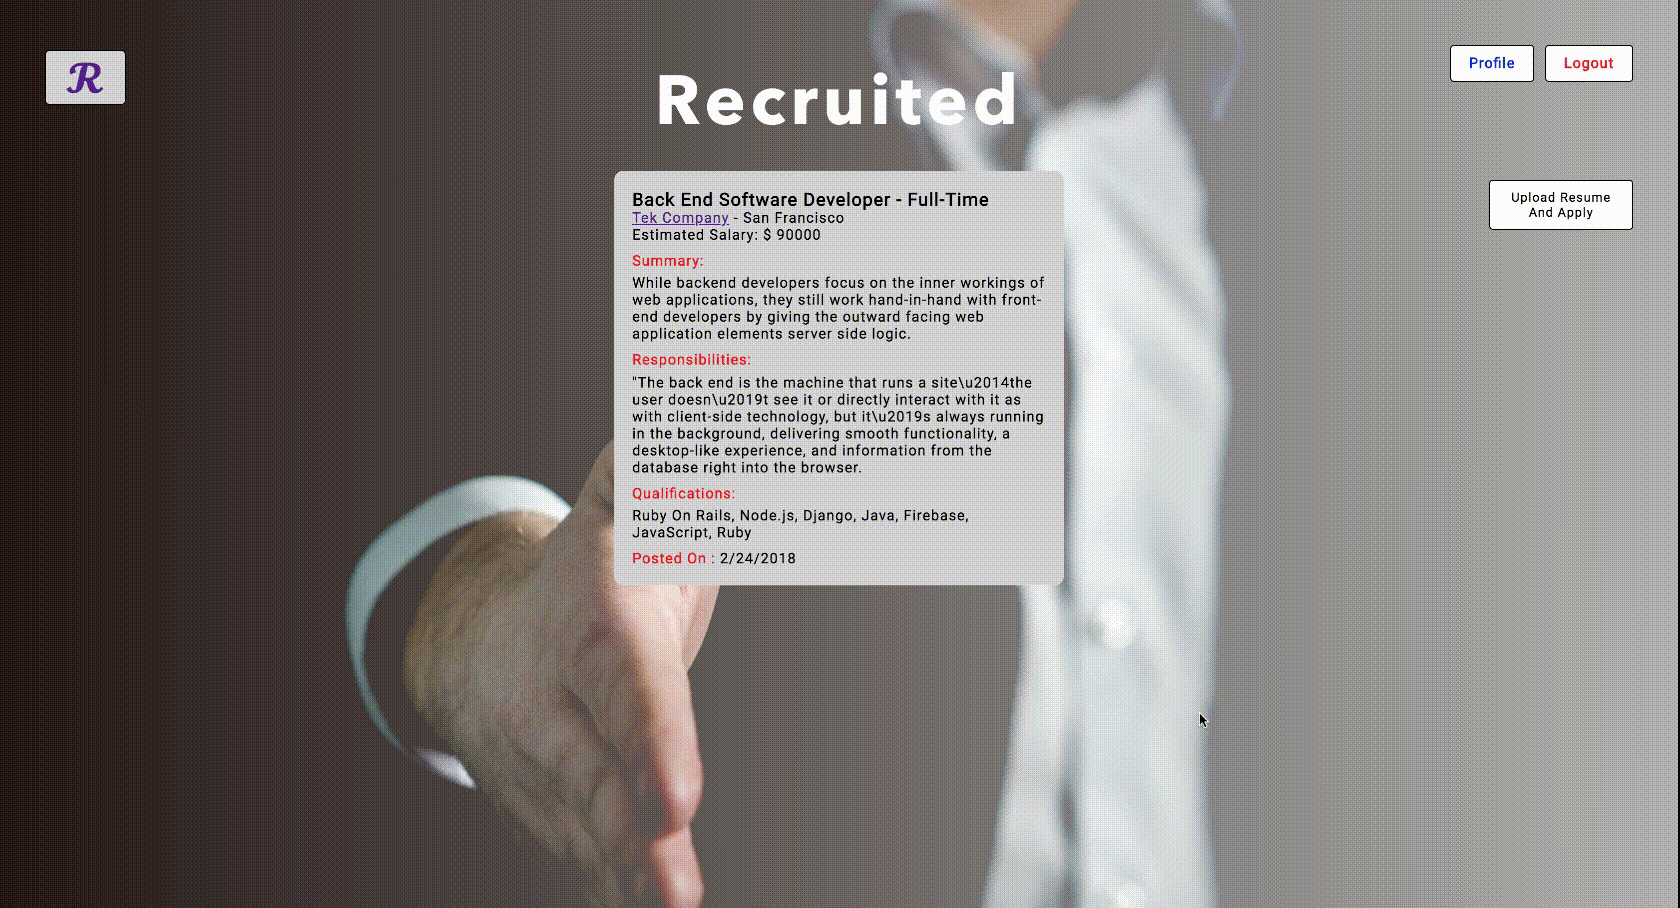 R
Profile
Logout
Recruited
Upload Resume
And Apply
Back End Software Developer - Full-Time
Tek Company - San Francisco
Estimated Salary: $ 90000
Summary:
While backend developers focus on the inner workings of
web applications, they still work hand-in-hand with front-
end developers by giving the outward facing web
application elements server side logic.
Responsibilities:
"The back end is the machine that runs a site\u2014the
user doesn\u2019t see it or directly interact with it as
with client-side technology, but it\u2019s always running
in the background, delivering smooth functionality, a
desktop-like experience, and information from the
database right into the browser.
Qualifications:
Ruby On Rails, Node.js, Django, Java, Firebase,
JavaScript, Ruby
Posted On : 2/24/2018